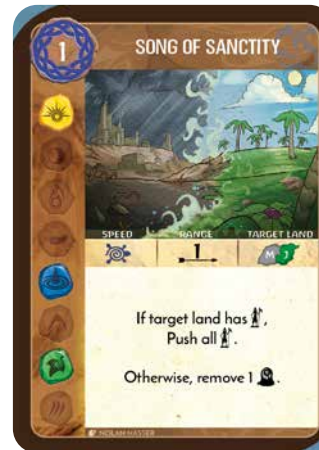 1
SONG OF SANCTITY
SPEED RANGE TARGET LAND
1 M J
If target land has ,
Push all .
Otherwise, remove 1 .
NOLAN NASSER